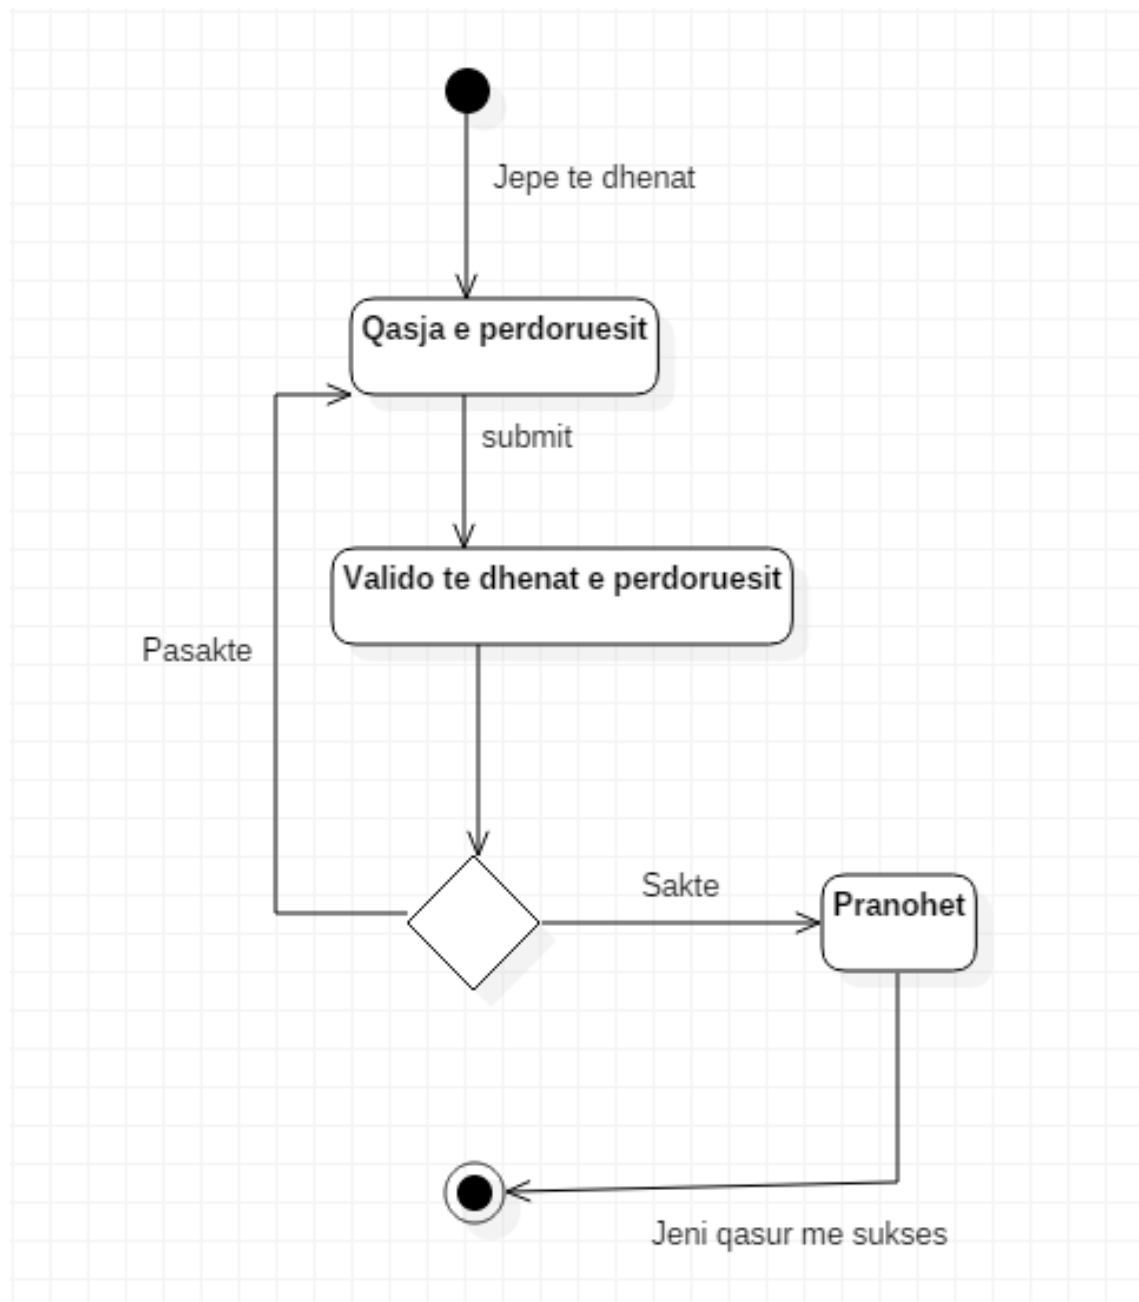 Jepe te dhenat
Qasja e perdoruesit
submit
Valido te dhenat e perdoruesit
Pasakte
Sakte
Pranohet
Jeni qasur me sukses